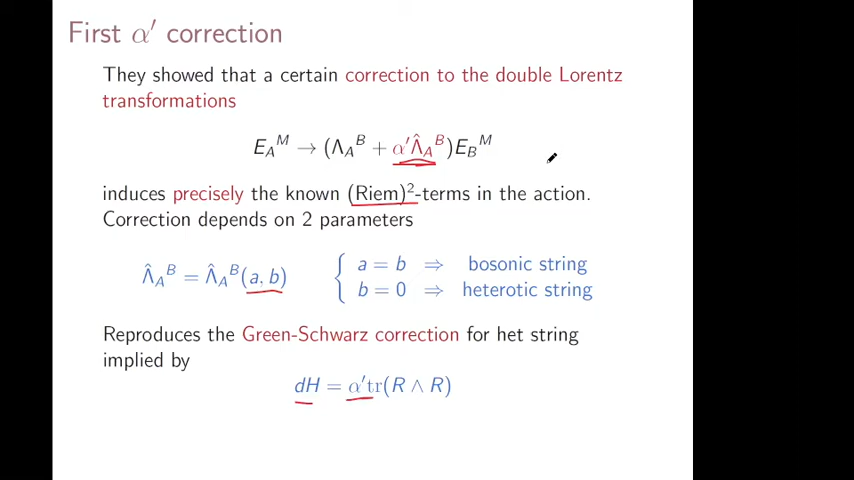 First α′ correction
They showed that a certain correction to the double Lorentz
transformations
E_A^M → (Λ_A^B + α′Λ̂_A^B)E_B^M
induces precisely the known (Riem)²-terms in the action.
Correction depends on 2 parameters
Λ̂_A^B = Λ̂_A^B(a, b) { a = b ⇒ bosonic string
b = 0 ⇒ heterotic string
Reproduces the Green-Schwarz correction for het string
implied by
dH = α′tr(R ∧ R)